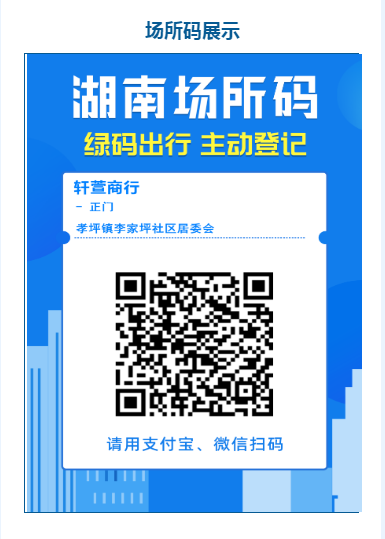 场所码展示
湖南场所码
绿码出行 主动登记
轩萱商行
- 正门
孝坪镇李家坪社区居委会
请用支付宝、微信扫码